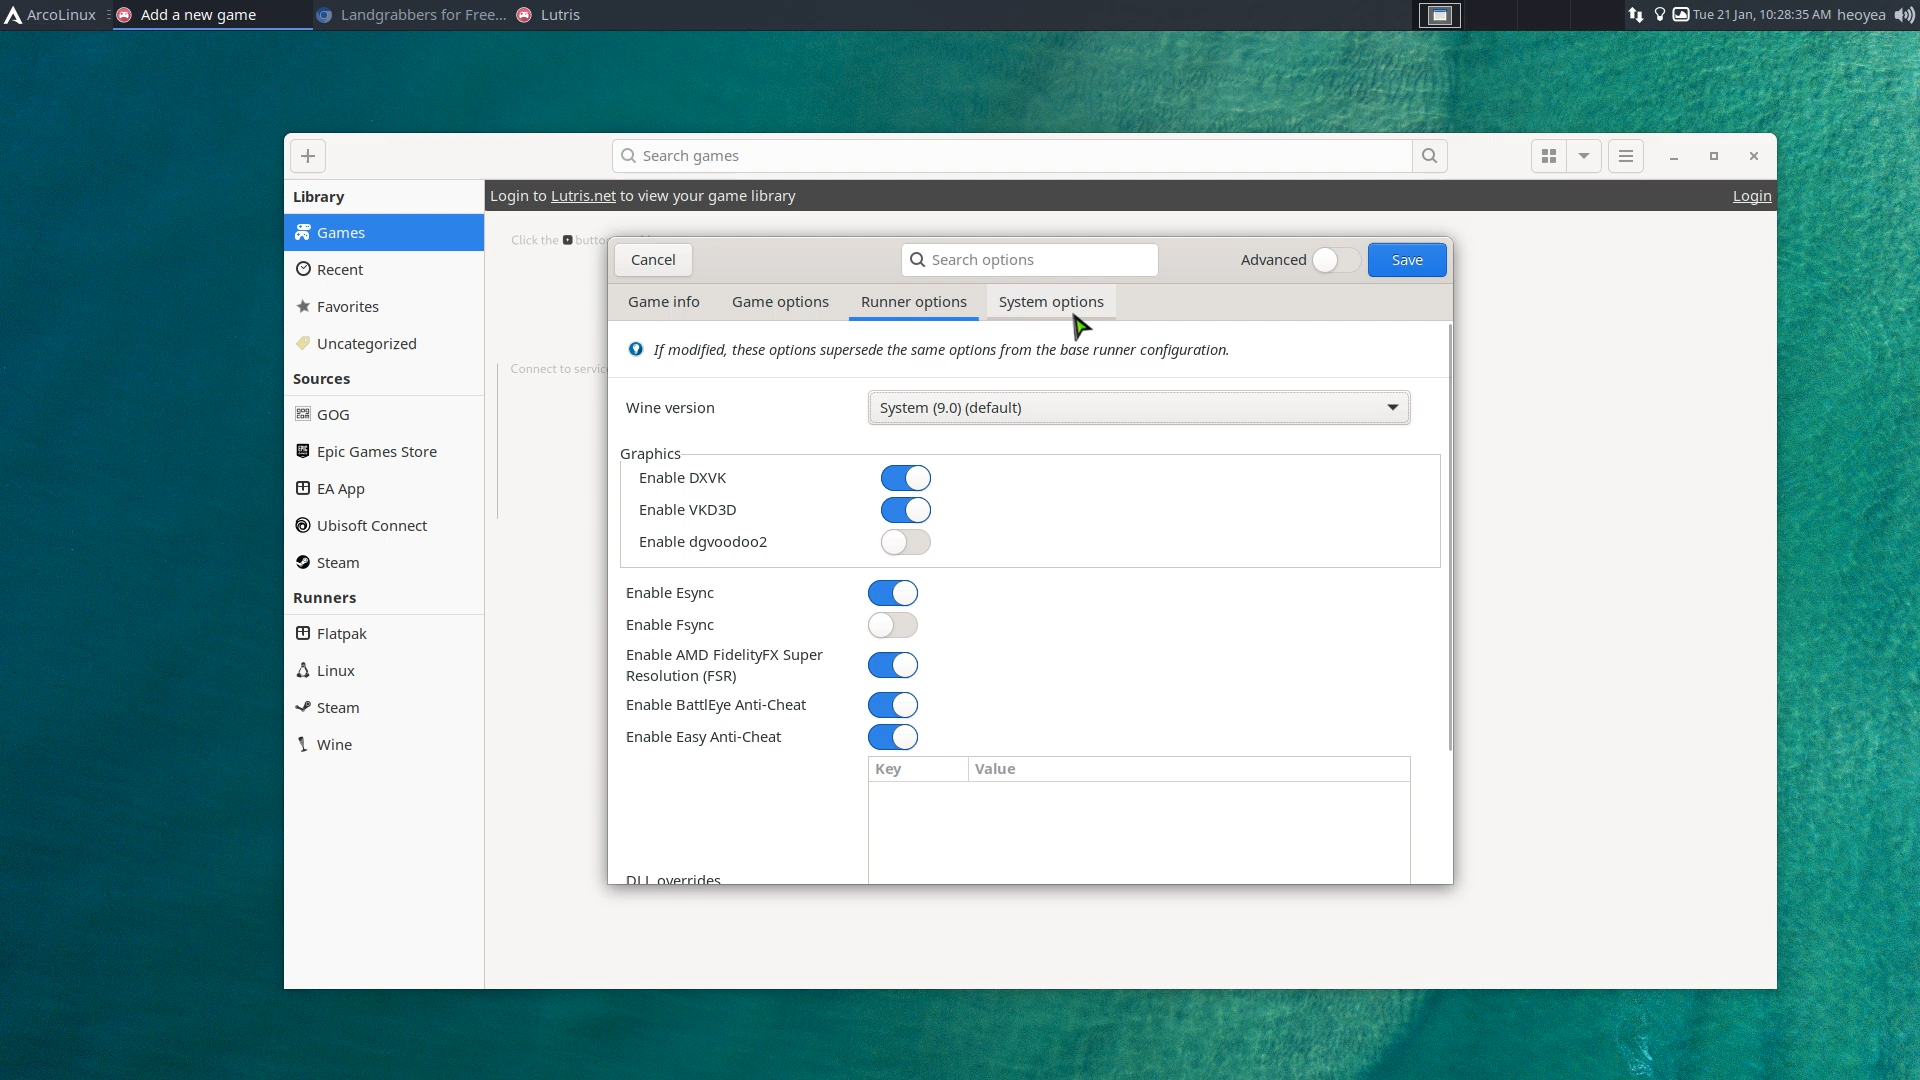 ArcoLinux Add a new game Landgrabbers for Free... Lutris Tue 21 Jan, 10:28:35 AM heoyea
Search games
Library
Login to Lutris.net to view your game library Login
Games
Click the
Recent
Favorites
Uncategorized
Connect to servic
Sources
GOG
Epic Games Store
EA App
Ubisoft Connect
Steam
Runners
Flatpak
Linux
Steam
Wine
Cancel Search options Advanced Save
Game info Game options Runner options System options
If modified, these options supersede the same options from the base runner configuration.
Wine version System (9.0) (default)
Graphics
Enable DXVK
Enable VKD3D
Enable dgvoodoo2
Enable Esync
Enable Fsync
Enable AMD FidelityFX Super
Resolution (FSR)
Enable BattlEye Anti-Cheat
Enable Easy Anti-Cheat
Key Value
DLL overrides